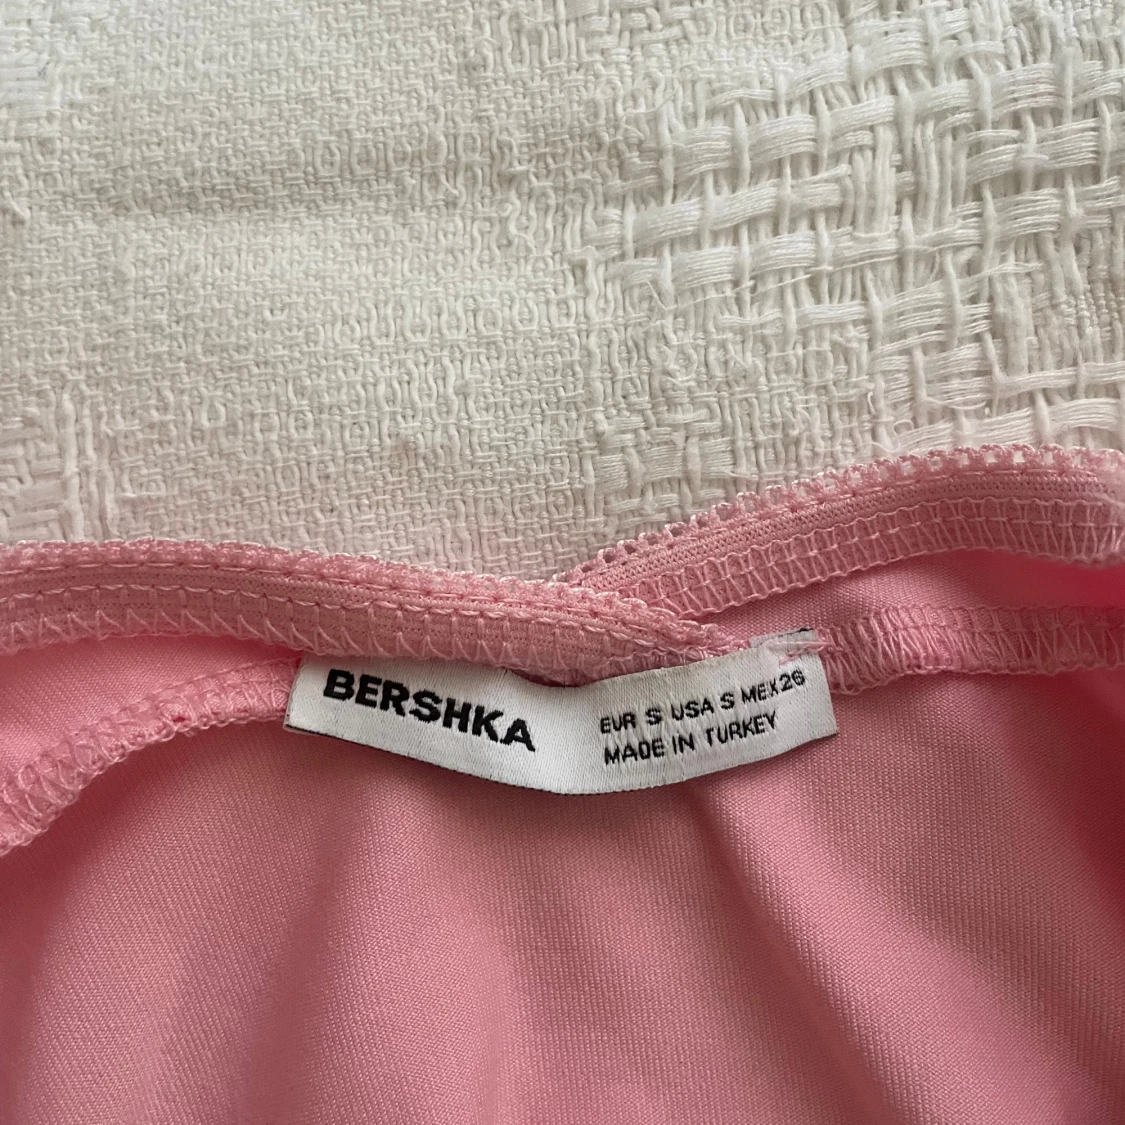 BERSHKA
EUR S USA S MEX 26
MADE IN TURKEY